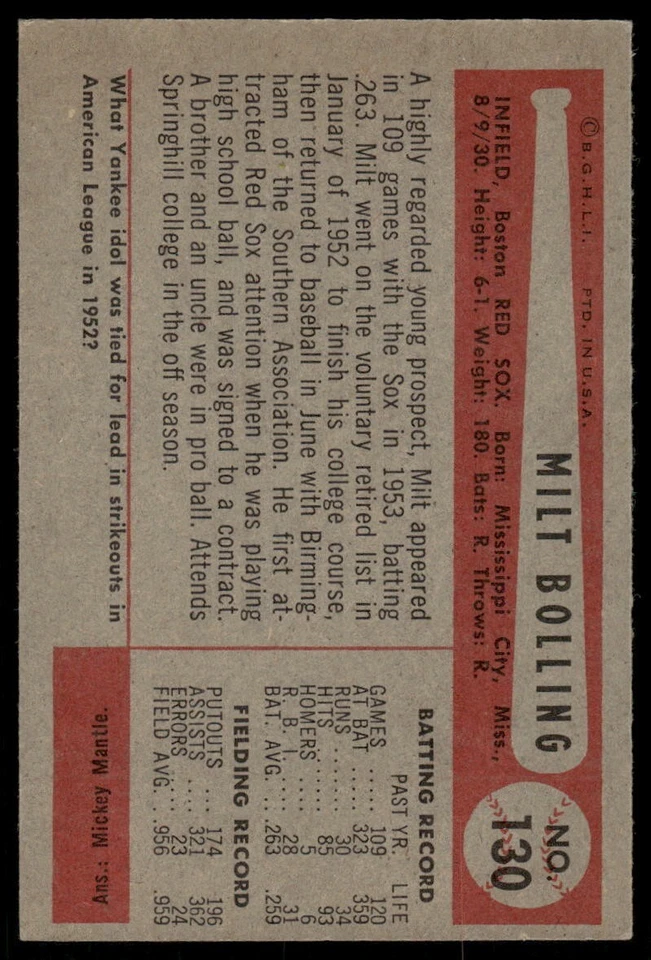 © B.G.H.L.I. PTD. IN U.S.A.
MILT BOLLING
NO.
130
INFIELD, Boston RED SOX. Born: Mississippi City, Miss.,
8/9/30. Height: 6-1. Weight: 180. Bats: R. Throws: R.
A highly regarded young prospect, Milt appeared
in 109 games with the Sox in 1953, batting
.263. Milt went on the voluntary retired list in
January of 1952 to finish his college course,
then returned to baseball in June with Birming-
ham of the Southern Association. He first at-
tracted Red Sox attention when he was playing
high school ball, and was signed to a contract.
A brother and an uncle were in pro ball. Attends
Springhill college in the off season.
BATTING RECORD
PAST YR. LIFE
GAMES ..... 109 120
AT BAT ..... 323 359
RUNS ...... 30 34
HITS ....... 85 93
HOMERS .... 5 6
R. B. I. ..... 28 31
BAT. AVG. .. .263 .259
FIELDING RECORD
PUTOUTS ... 174 196
ASSISTS .... 321 362
ERRORS .... 23 24
FIELD AVG. .. .956 .959
What Yankee idol was tied for lead in strikeouts in
American League in 1952?
Ans.: Mickey Mantle.